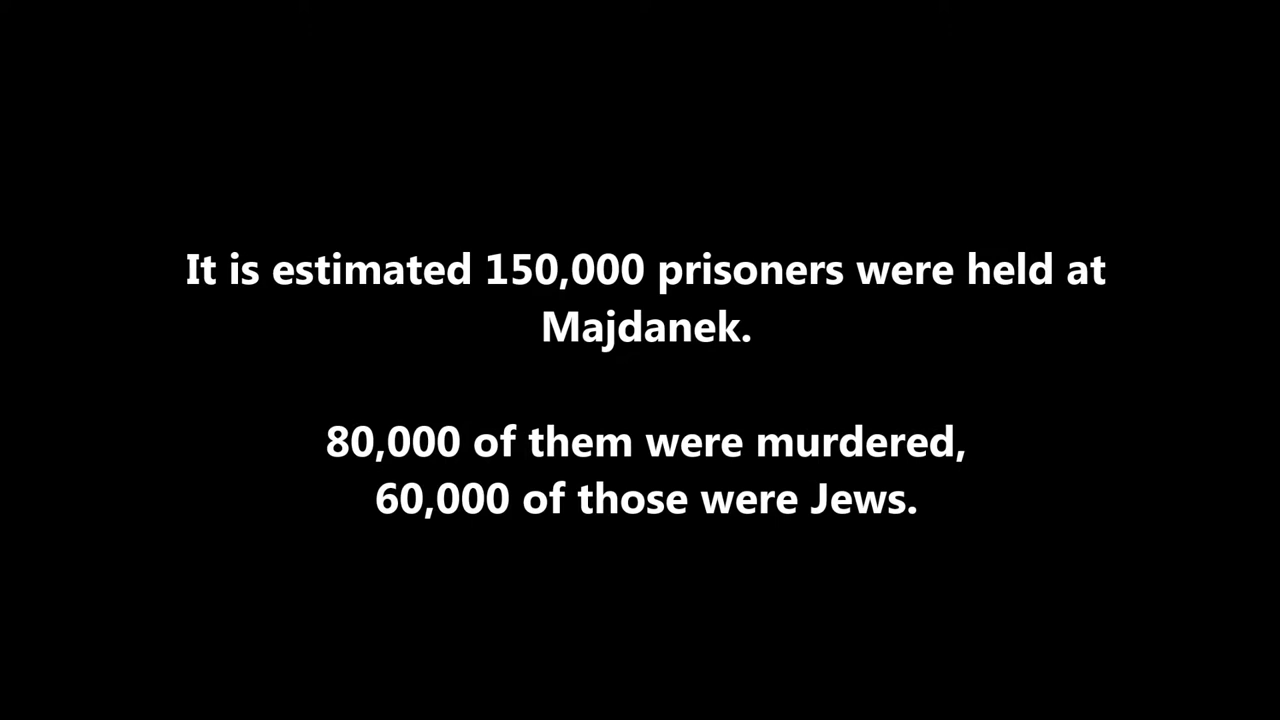 It is estimated 150,000 prisoners were held at
Majdanek.
80,000 of them were murdered,
60,000 of those were Jews.